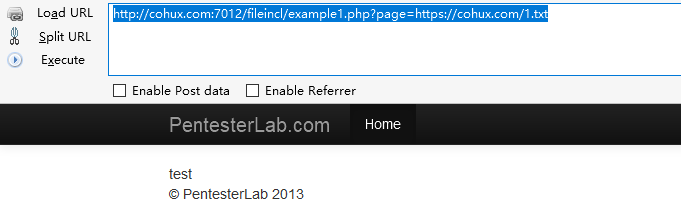 Load URL
http://cohux.com:7012/fileincl/example1.php?page=https://cohux.com/1.txt
Split URL
Execute
Enable Post data Enable Referrer
PentesterLab.com Home
test
© PentesterLab 2013